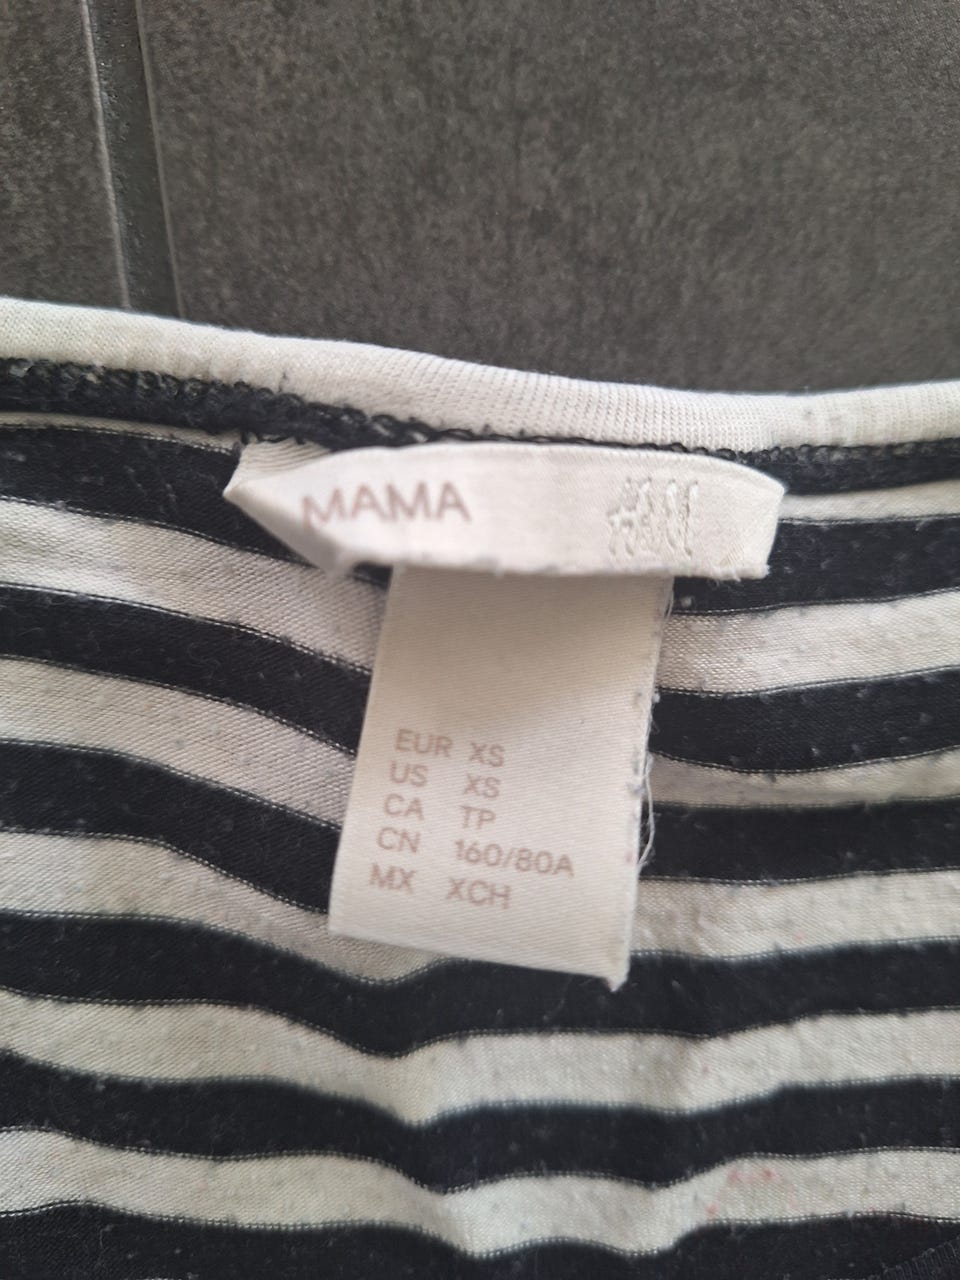 MAMA H&M
EUR XS
US XS
CA TP
CN 160/80A
MX XCH